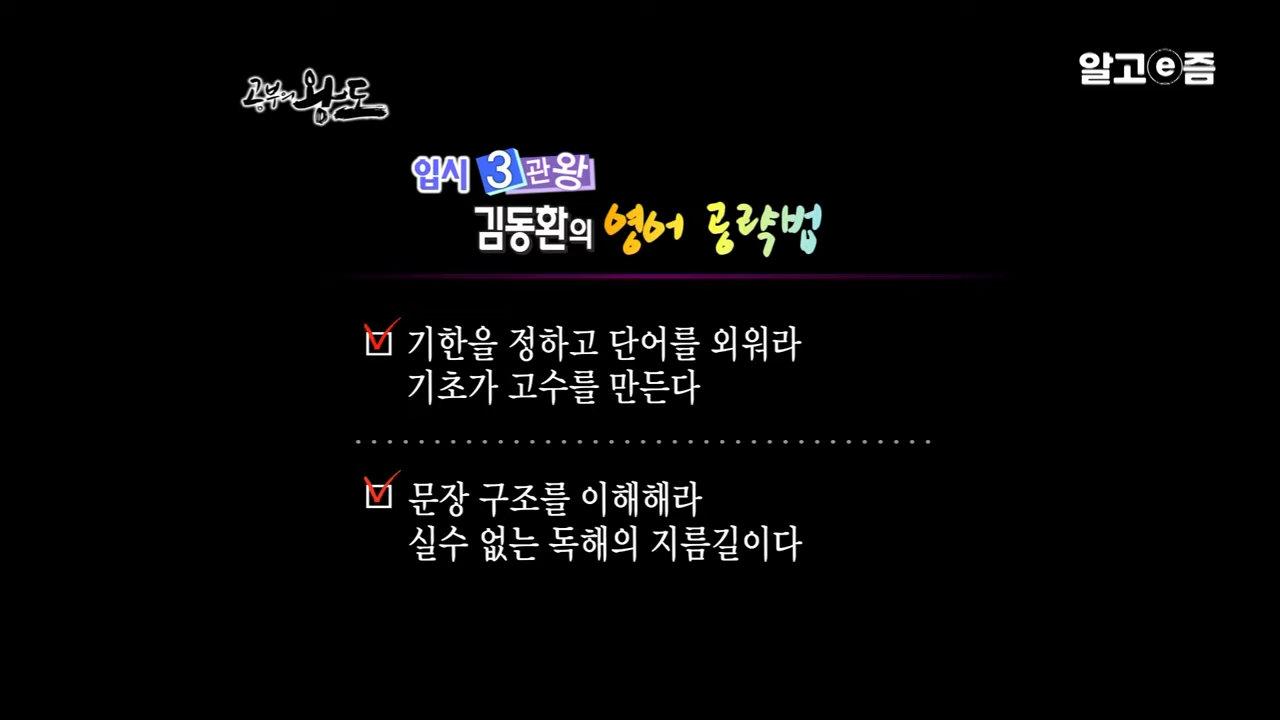 공부의 왕도
알고e즘
입시 3관왕
김동환의 영어 공략법
기한을 정하고 단어를 외워라
기초가 고수를 만든다
문장 구조를 이해해라
실수 없는 독해의 지름길이다